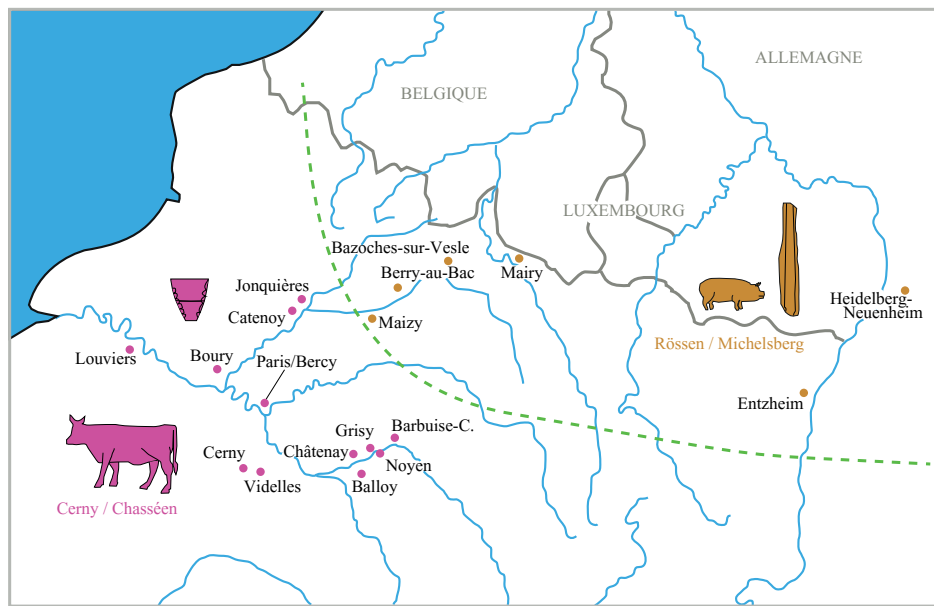 ALLEMAGNE
BELGIQUE
LUXEMBOURG
Bazoches-sur-Vesle
Berry-au-Bac
Mairy
Jonquières
Catenoy
Maizy
Heidelberg-
Neuenheim
Rössen / Michelsberg
Louviers
Boury
Paris/Bercy
Entzheim
Grisy
Barbuise-C.
Cerny
Châtenay
Noyen
Videlles
Balloy
Cerny / Chasséen